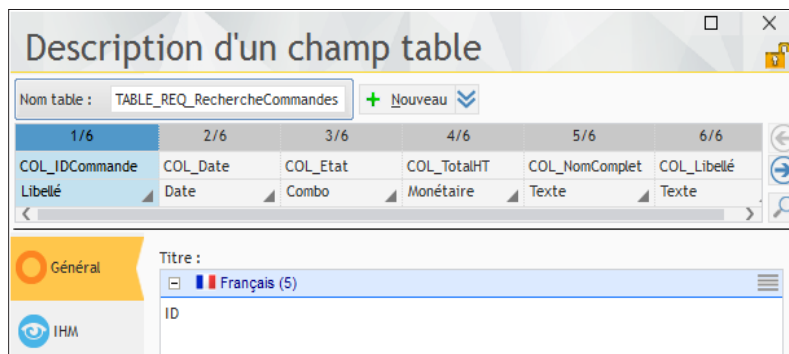 Description d'un champ table
Nom table : TABLE_REQ_RechercheCommandes Nouveau
1/6 2/6 3/6 4/6 5/6 6/6
COL_IDCommande COL_Date COL_Etat COL_TotalHT COL_NomComplet COL_Libellé
Libellé Date Combo Monétaire Texte Texte
Général
Titre :
Français (5)
ID
IHM